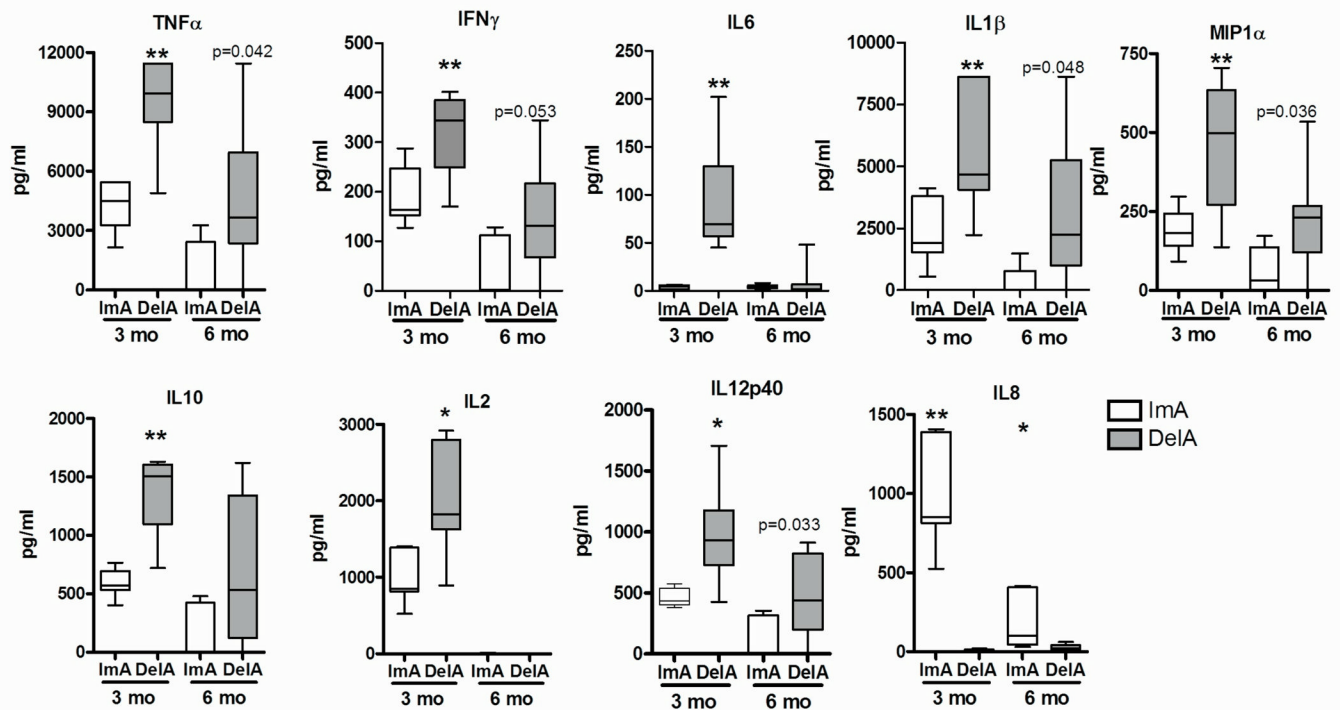 TNFα
IFNγ
IL6
IL1β
MIP1α
pg/ml
12000
9000
6000
3000
0
**
p=0.042
ImA DelA ImA DelA
3 mo 6 mo
pg/ml
500
400
300
200
100
0
**
p=0.053
ImA DelA ImA DelA
3 mo 6 mo
pg/ml
250
200
150
100
50
0
**
ImA DelA ImA DelA
3 mo 6 mo
pg/ml
10000
7500
5000
2500
0
**
p=0.048
ImA DelA ImA DelA
3 mo 6 mo
pg/ml
750
500
250
0
**
p=0.036
ImA DelA ImA DelA
3 mo 6 mo
IL10
IL2
IL12p40
IL8
pg/ml
2000
1500
1000
500
0
**
ImA DelA ImA DelA
3 mo 6 mo
pg/ml
3000
2000
1000
0
*
ImA DelA ImA DelA
3 mo 6 mo
pg/ml
2000
1500
1000
500
0
*
p=0.033
ImA DelA ImA DelA
3 mo 6 mo
pg/ml
1500
1000
500
0
**
*
ImA DelA ImA DelA
3 mo 6 mo
ImA
DelA